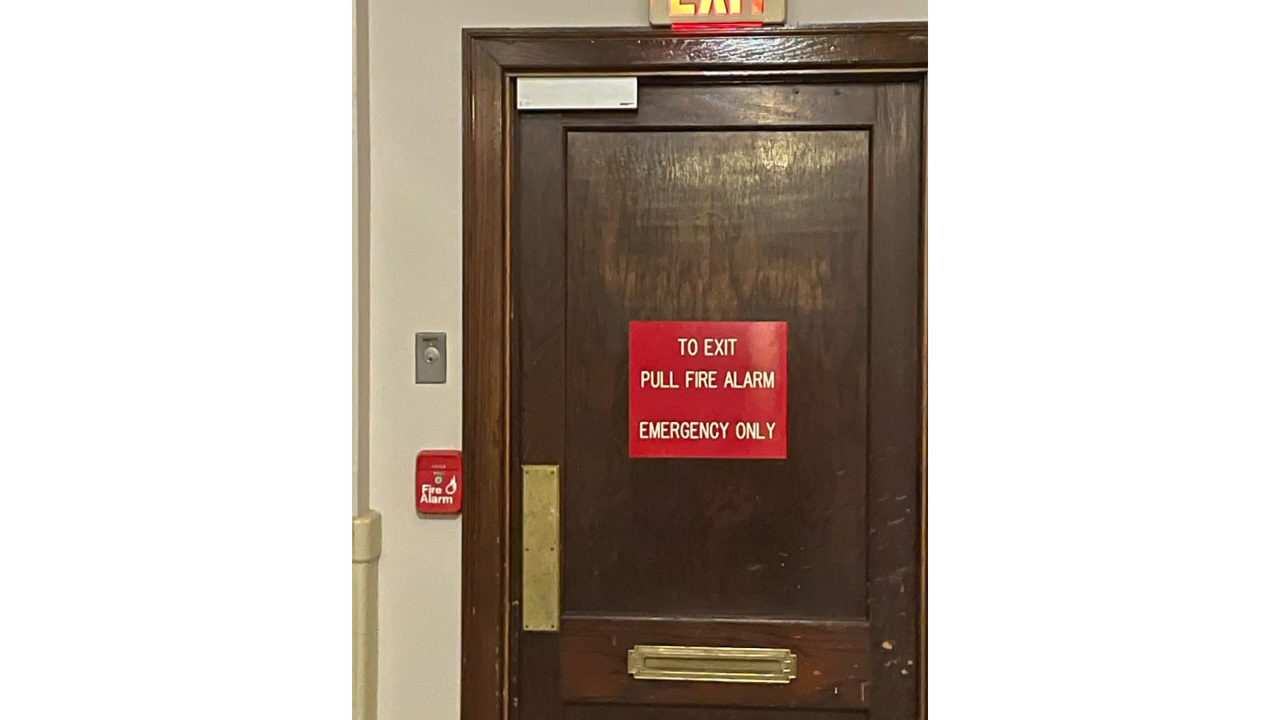 EXIT
TO EXIT
PULL FIRE ALARM
EMERGENCY ONLY
Fire
Alarm